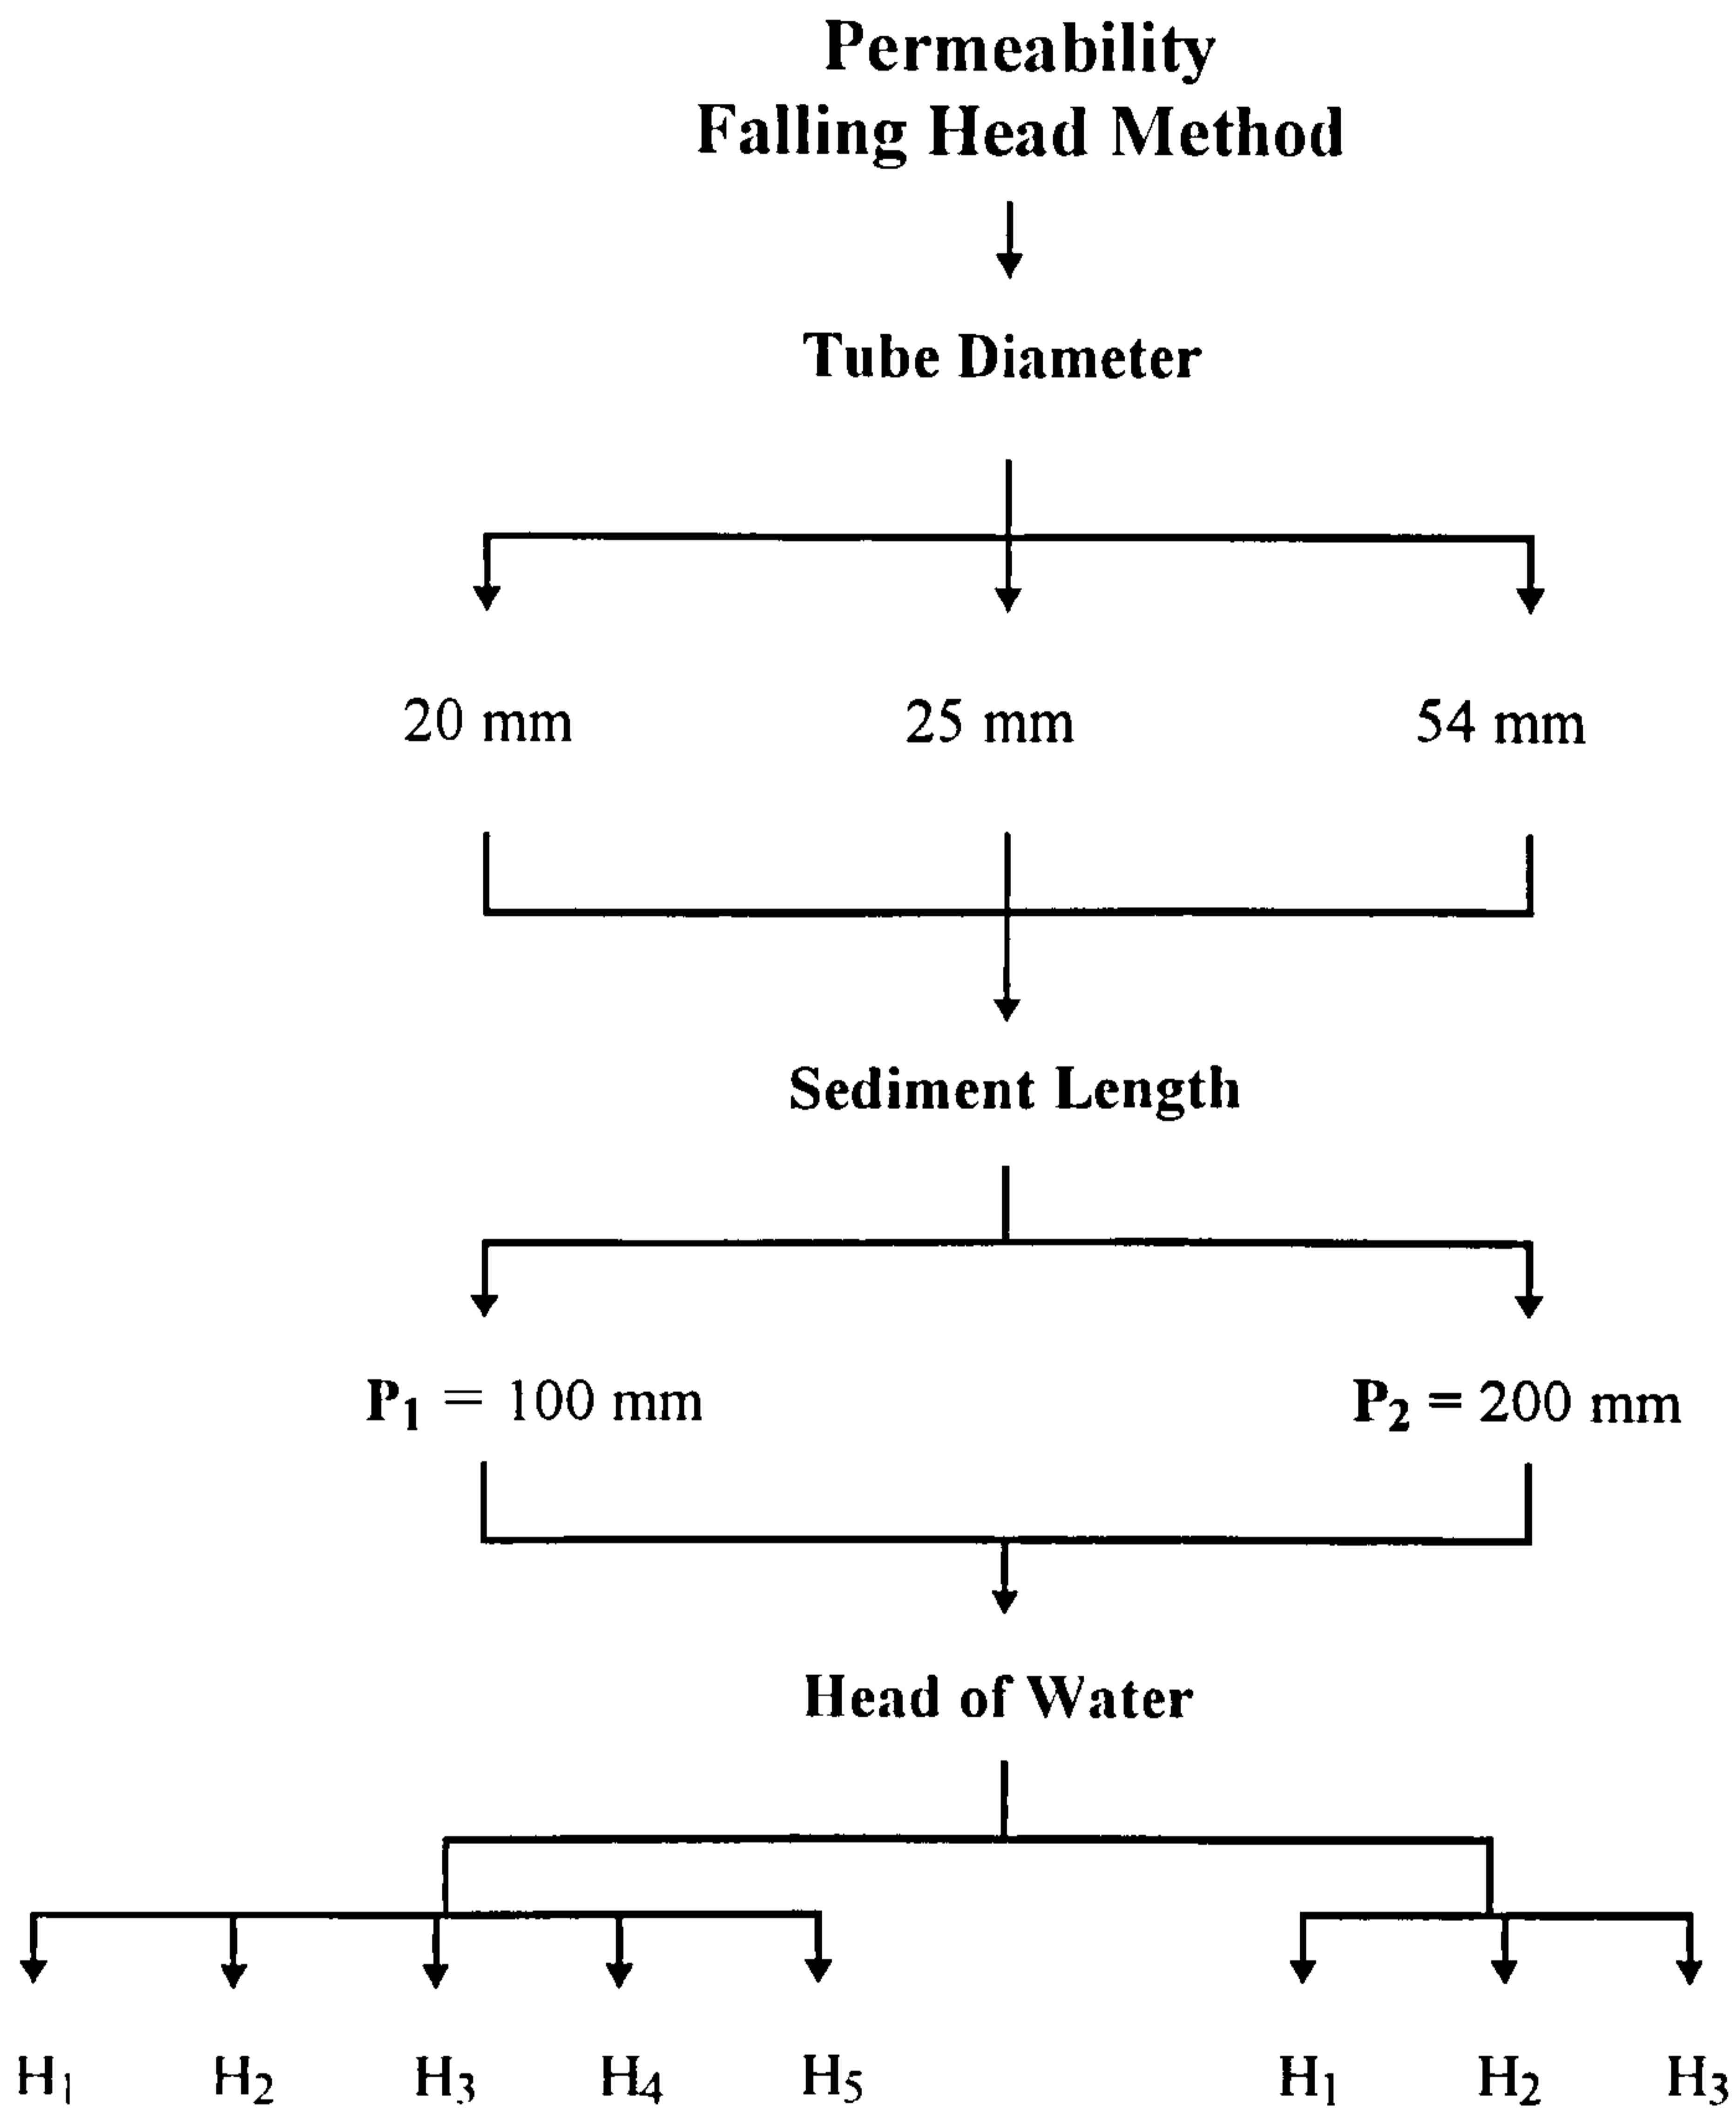 Permeability
Falling Head Method
Tube Diameter
20 mm 25 mm 54 mm
Sediment Length
P₁ = 100 mm P₂ = 200 mm
Head of Water
H₁ H₂ H₃ H₄ H₅ H₁ H₂ H₃